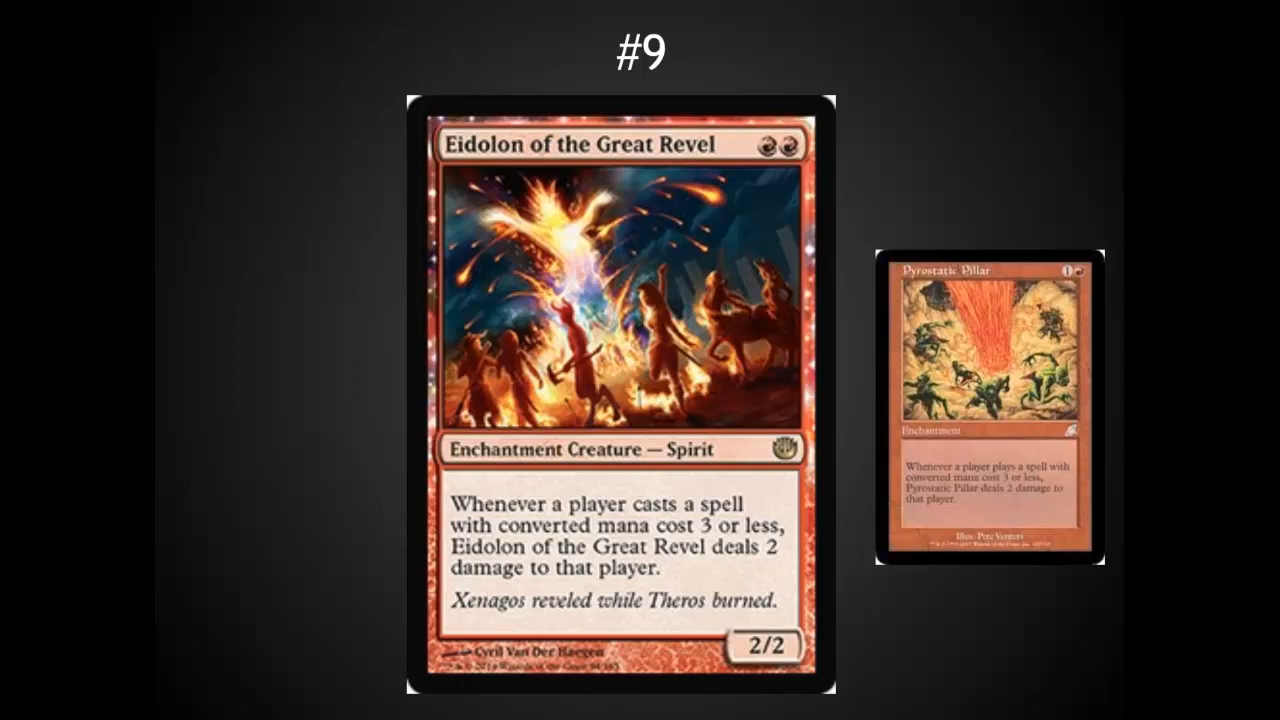 #9
Eidolon of the Great Revel
Enchantment Creature — Spirit
Whenever a player casts a spell
with converted mana cost 3 or less,
Eidolon of the Great Revel deals 2
damage to that player.
Xenagos reveled while Theros burned.
2/2
Cyril Van Der Haegen
Pyrostatic Pillar
1
Enchantment
Whenever a player plays a spell with
converted mana cost 3 or less,
Pyrostatic Pillar deals 2 damage to
that player.
Illus. Pete Venters